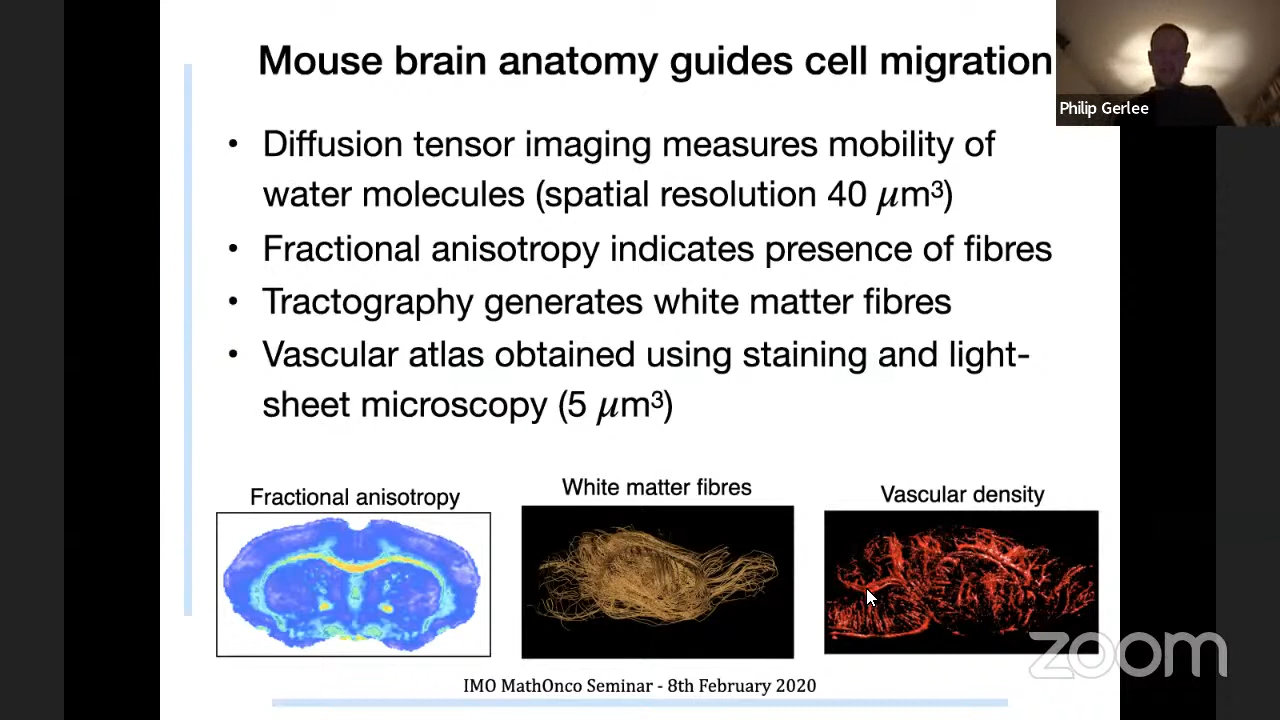 Mouse brain anatomy guides cell migration
Philip Gerlee
• Diffusion tensor imaging measures mobility of
water molecules (spatial resolution 40 𝜇m³)
• Fractional anisotropy indicates presence of fibres
• Tractography generates white matter fibres
• Vascular atlas obtained using staining and light-
sheet microscopy (5 𝜇m³)
Fractional anisotropy
White matter fibres
Vascular density
zoom
IMO MathOnco Seminar - 8th February 2020